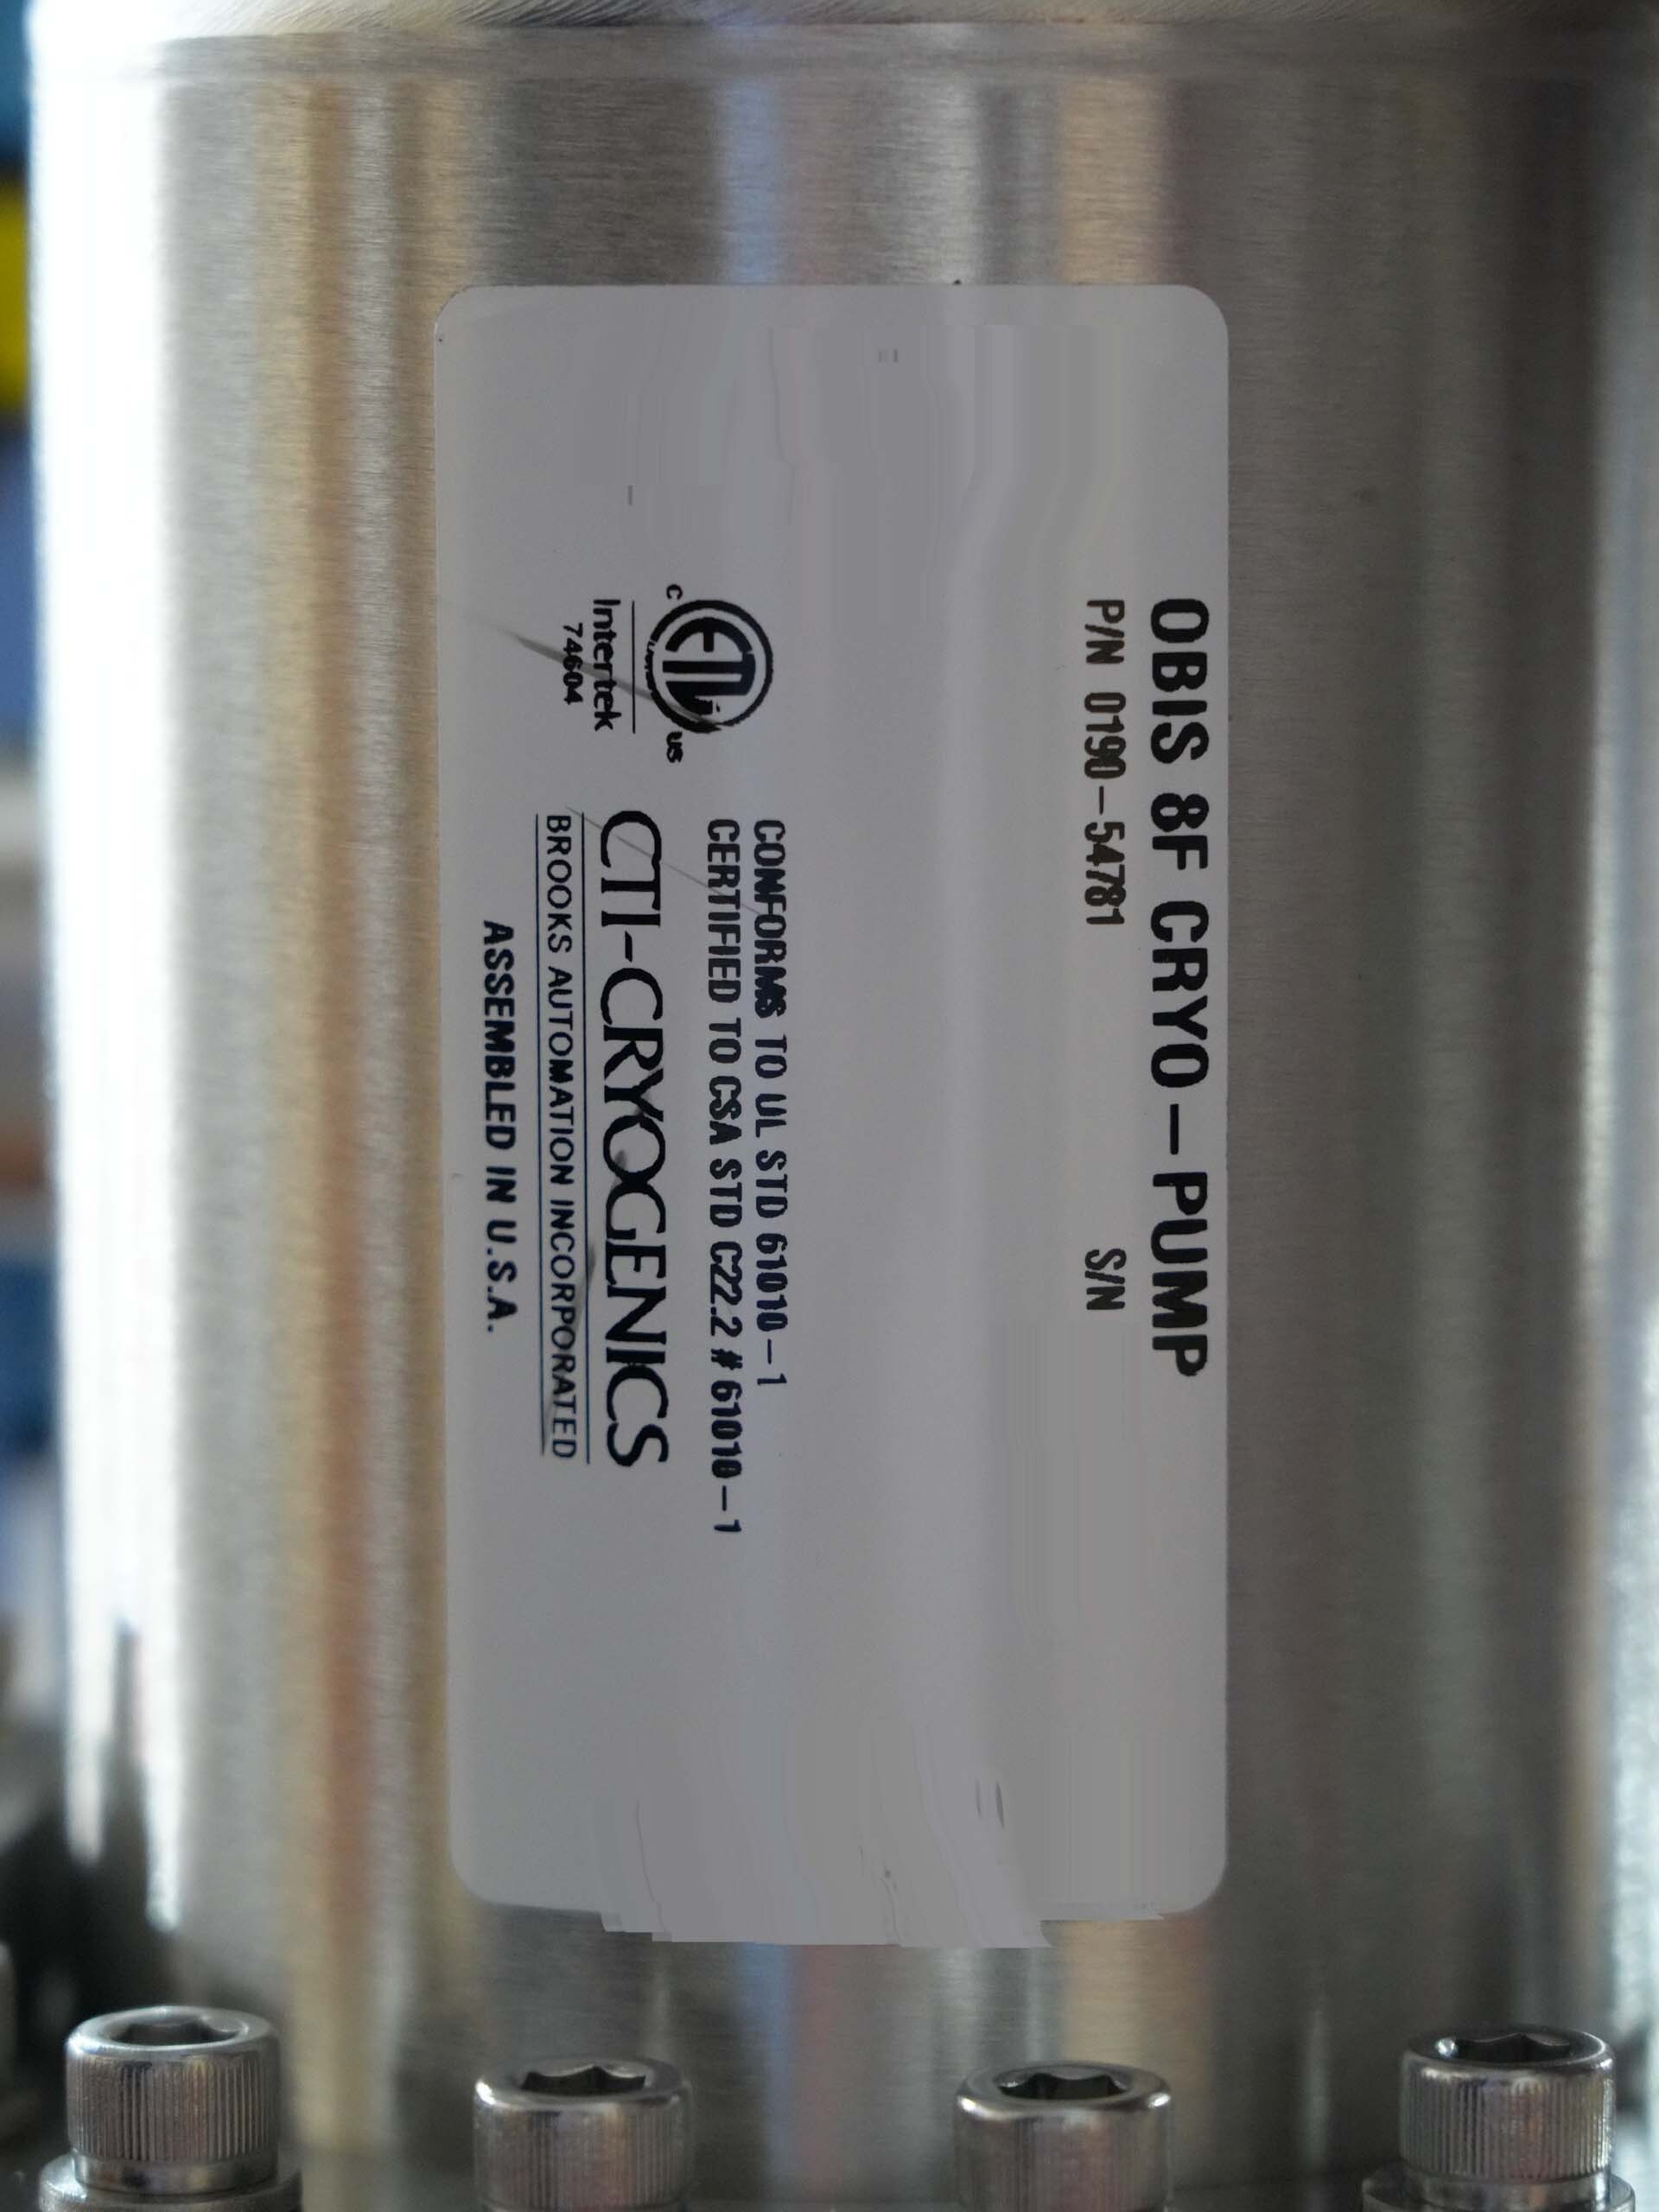 OBIS 8F CRYO-PUMP
P/N 0190-54781 S/N
CONFORMS TO UL STD 61010-1
CERTIFIED TO CSA STD C22.2 # 61010-1
C ETL US
Intertek
74604
CTI-CRYOGENICS
BROOKS AUTOMATION INCORPORATED
ASSEMBLED IN U.S.A.